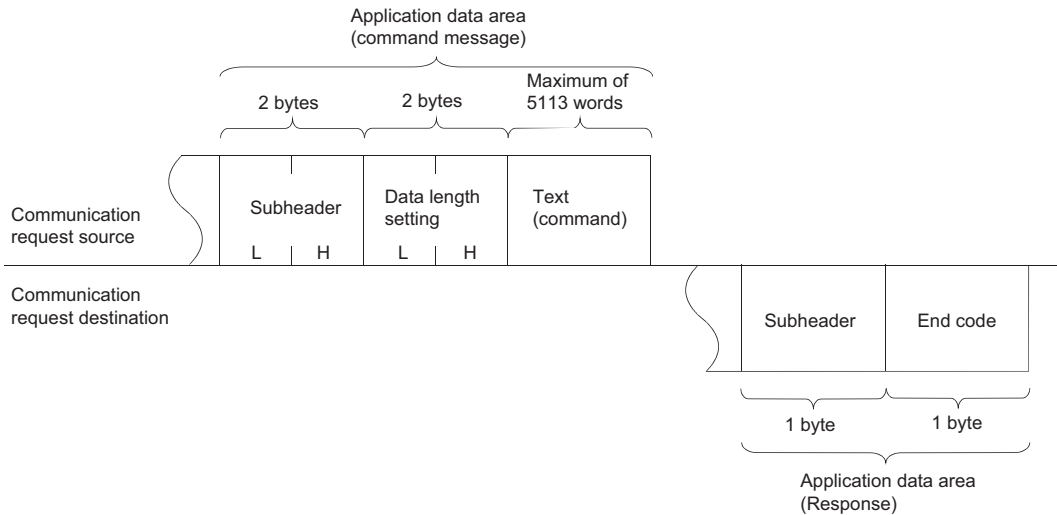 Application data area
(command message)
2 bytes
2 bytes
Maximum of
5113 words
Communication
request source
Subheader
L
H
Data length
setting
L
H
Text
(command)
Communication
request destination
Subheader
End code
1 byte
1 byte
Application data area
(Response)